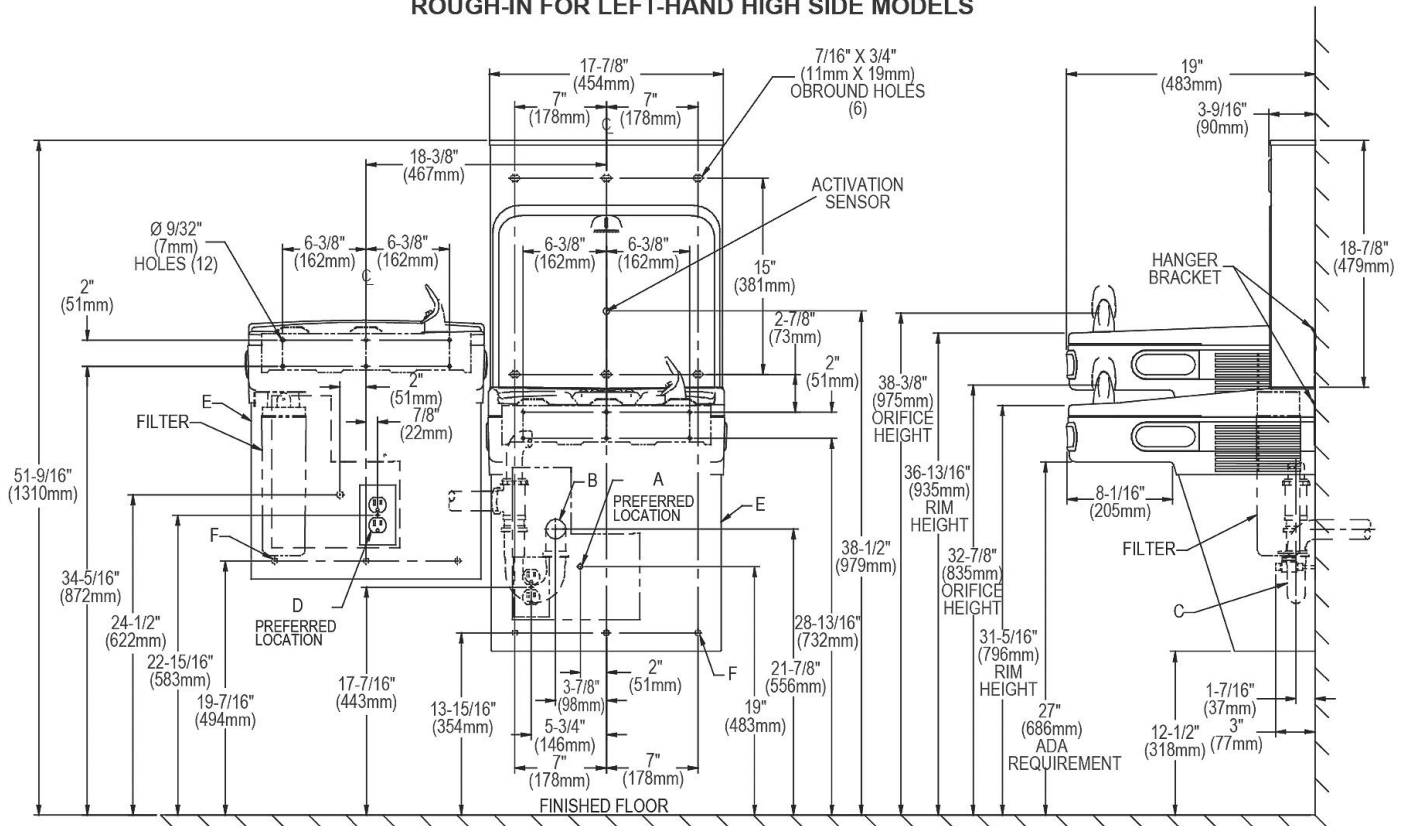 ROUGH-IN FOR LEFT-HAND HIGH SIDE MODELS
17-7/8"
(454mm)
7"
(178mm)
7"
(178mm)
7/16" X 3/4"
(11mm X 19mm)
OBROUND HOLES
(6)
19"
(483mm)
3-9/16"
(90mm)
18-3/8"
(467mm)
ACTIVATION
SENSOR
Ø 9/32"
(7mm)
HOLES (12)
6-3/8"
(162mm)
6-3/8"
(162mm)
6-3/8"
(162mm)
6-3/8"
(162mm)
15"
(381mm)
HANGER
BRACKET
18-7/8"
(479mm)
2"
(51mm)
2-7/8"
(73mm)
2"
(51mm)
2"
(51mm)
7/8"
(22mm)
E
FILTER
38-3/8"
(975mm)
ORIFICE
HEIGHT
51-9/16"
(1310mm)
36-13/16"
(935mm)
RIM
HEIGHT
8-1/16"
(205mm)
B
A
PREFERRED
LOCATION
E
F
FILTER
34-5/16"
(872mm)
38-1/2"
(979mm)
32-7/8"
(835mm)
ORIFICE
HEIGHT
D
PREFERRED
LOCATION
C
24-1/2"
(622mm)
28-13/16"
(732mm)
31-5/16"
(796mm)
RIM
HEIGHT
22-15/16"
(583mm)
21-7/8"
(556mm)
F
2"
(51mm)
17-7/16"
(443mm)
3-7/8"
(98mm)
19-7/16"
(494mm)
13-15/16"
(354mm)
19"
(483mm)
1-7/16"
(37mm)
5-3/4"
(146mm)
27"
(686mm)
ADA
REQUIREMENT
12-1/2"
(318mm)
3"
(77mm)
7"
(178mm)
7"
(178mm)
FINISHED FLOOR